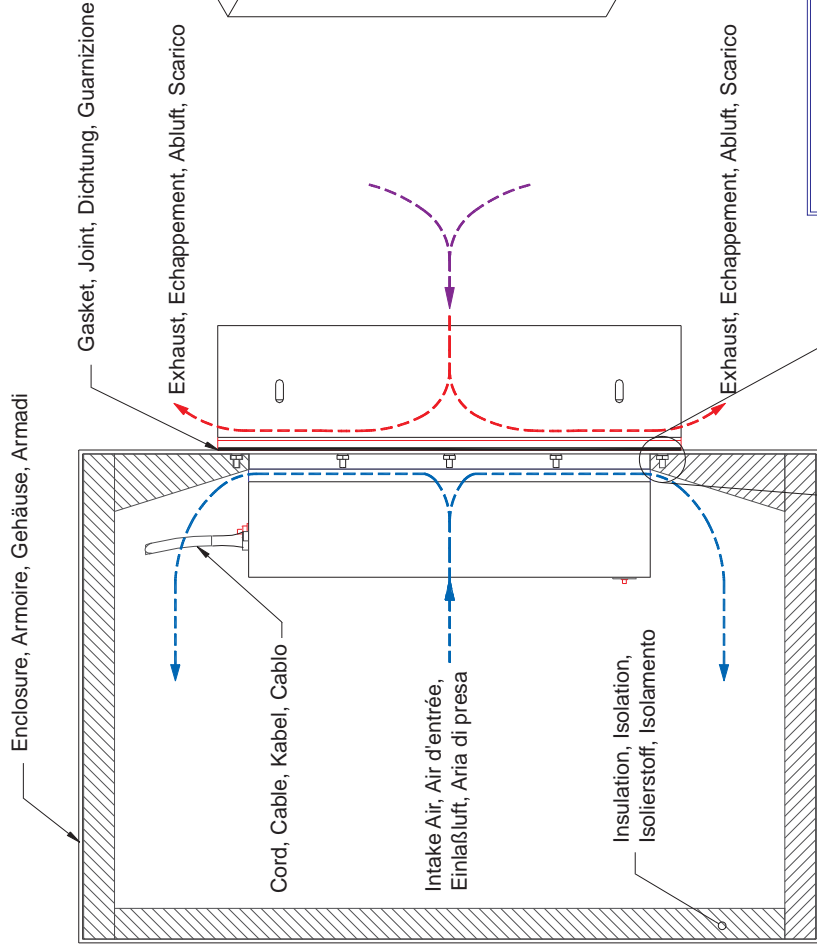 Enclosure, Armoire, Gehäuse, Armadi
Gasket, Joint, Dichtung, Guarnizione
Exhaust, Echappement, Abluft, Scarico
Cord, Cable, Kabel, Cablo
Intake Air, Air d'entrée,
Einlaßluft, Aria di presa
Insulation, Isolation,
Isolierstoff, Isolamento
Exhaust, Echappement, Abluft, Scarico